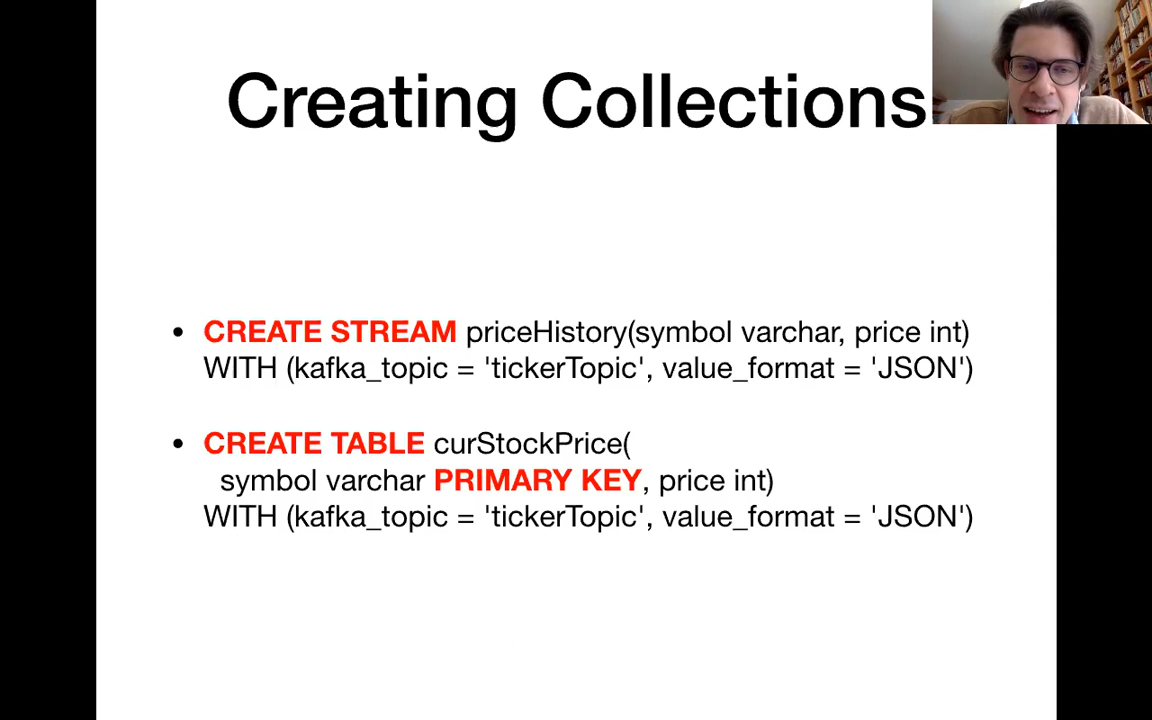 Creating Collections
• CREATE STREAM priceHistory(symbol varchar, price int)
WITH (kafka_topic = 'tickerTopic', value_format = 'JSON')
• CREATE TABLE curStockPrice(
symbol varchar PRIMARY KEY, price int)
WITH (kafka_topic = 'tickerTopic', value_format = 'JSON')